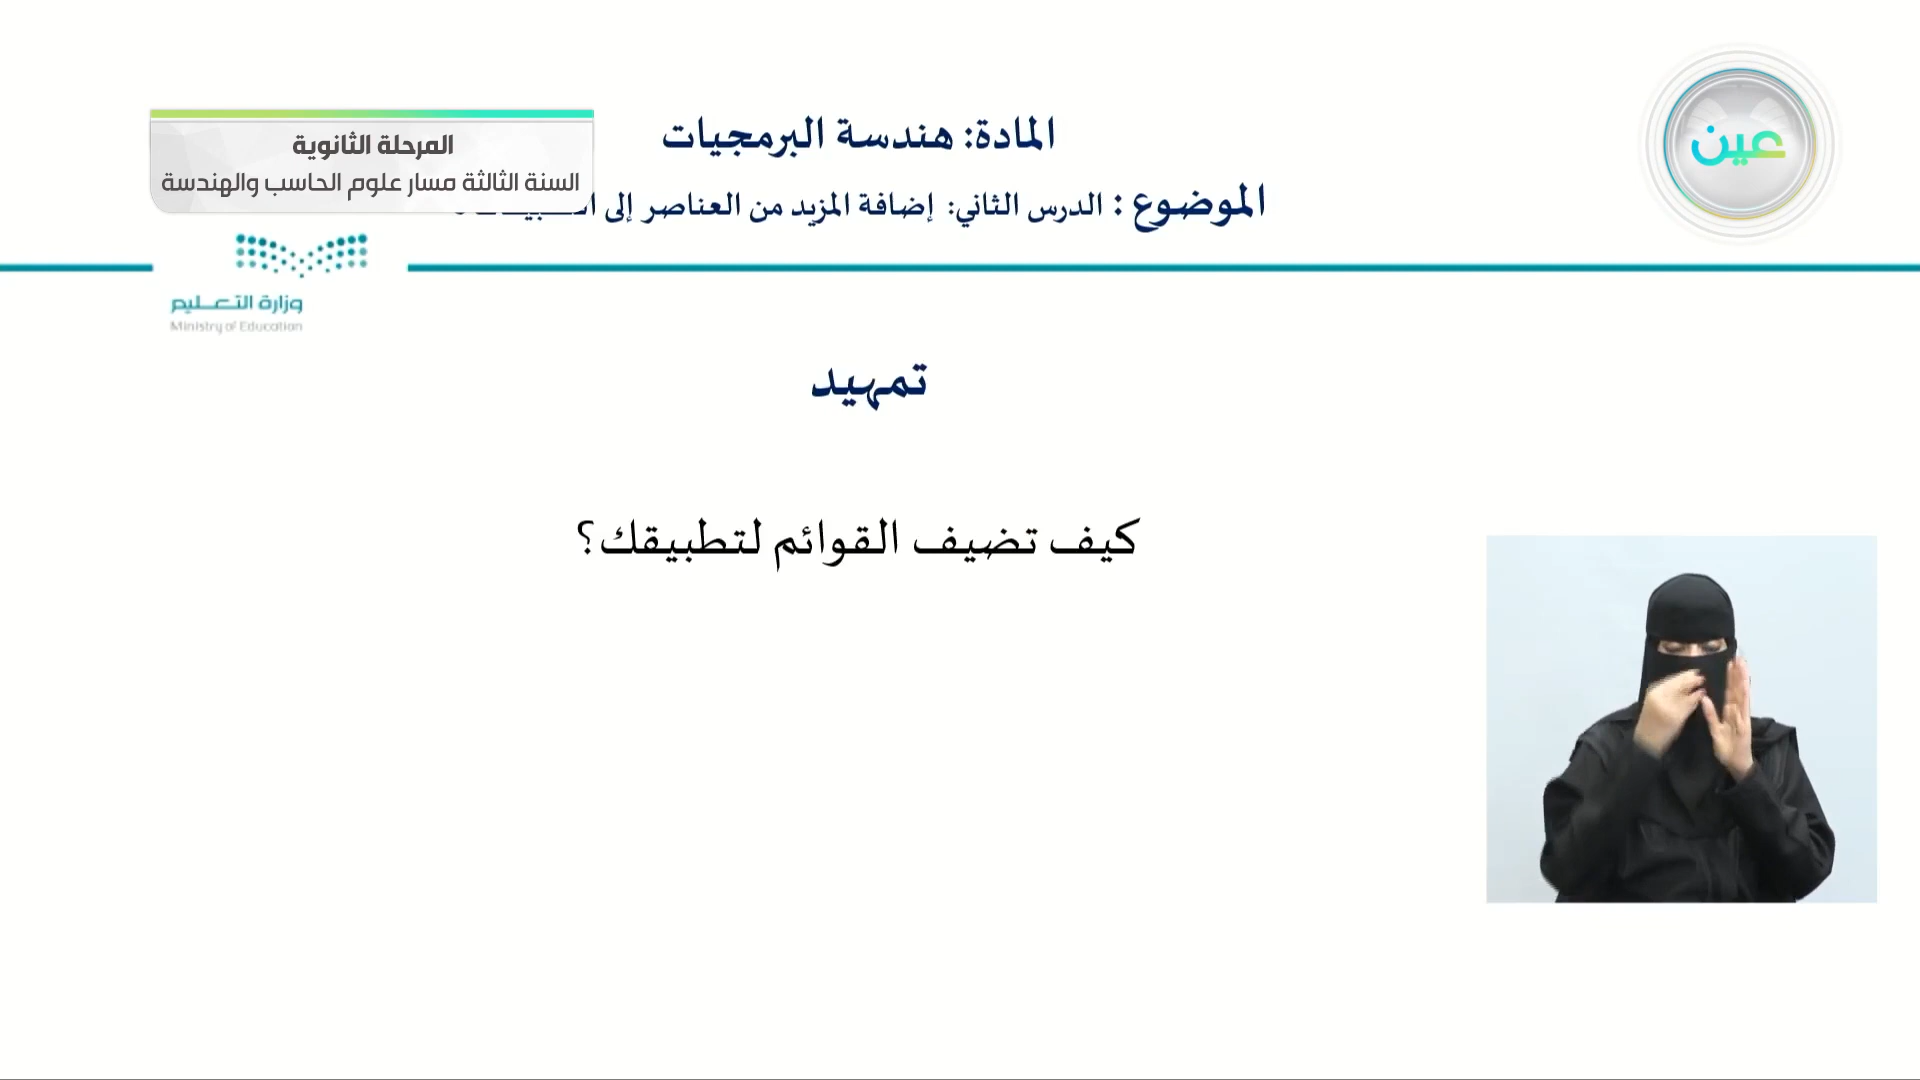 عين
المادة: هندسة البرمجيات
المرحلة الثانوية
السنة الثالثة مسار علوم الحاسب والهندسة
الموضوع : الدرس الثاني: إضافة المزيد من العناصر إلى
وزارة التعليم
Ministry of Education
تمهيد
كيف تضيف القوائم لتطبيقك؟